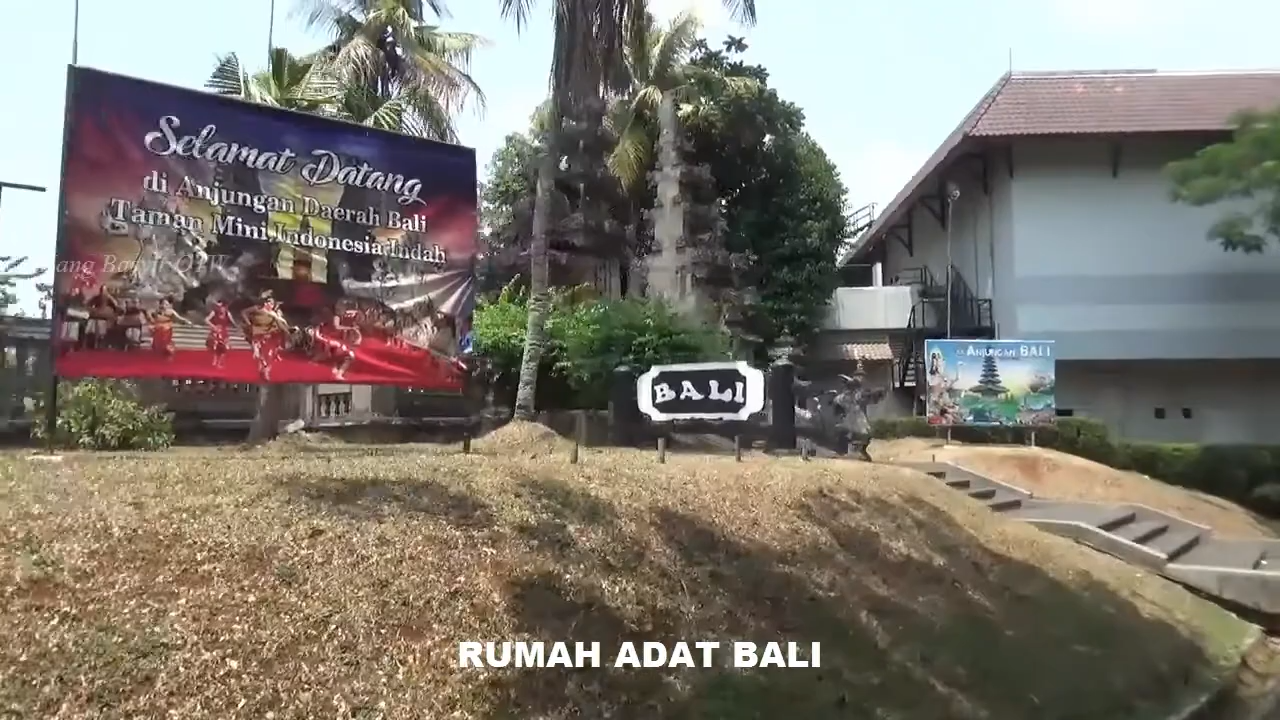 Selamat Datang
di Anjungan Daerah Bali
Taman Mini Indonesia Indah
BALI
ANJUNGAN BALI
RUMAH ADAT BALI